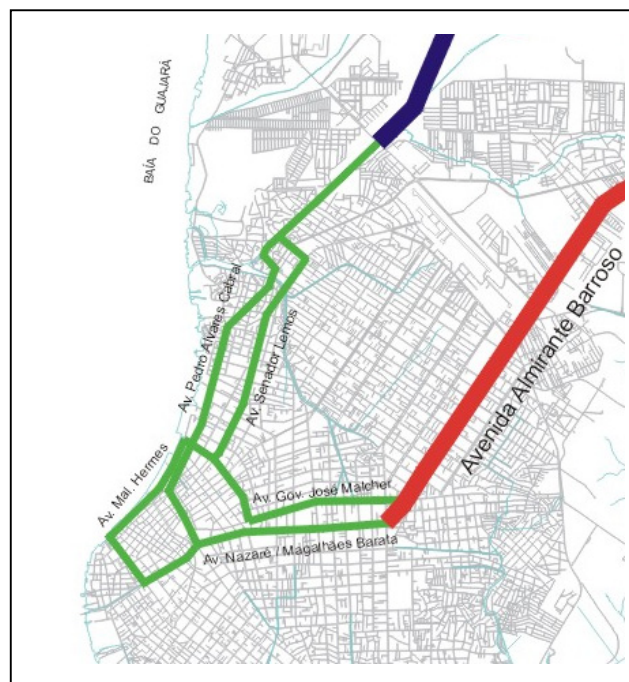 BAÍA DO GUAJARÁ
Av. Pedro Álvares Cabral
Av. Senador Lemos
Avenida Almirante Barroso
Av. Mal. Hermes
Av. Gov. José Malcher
Av. Nazaré / Magalhães Barata